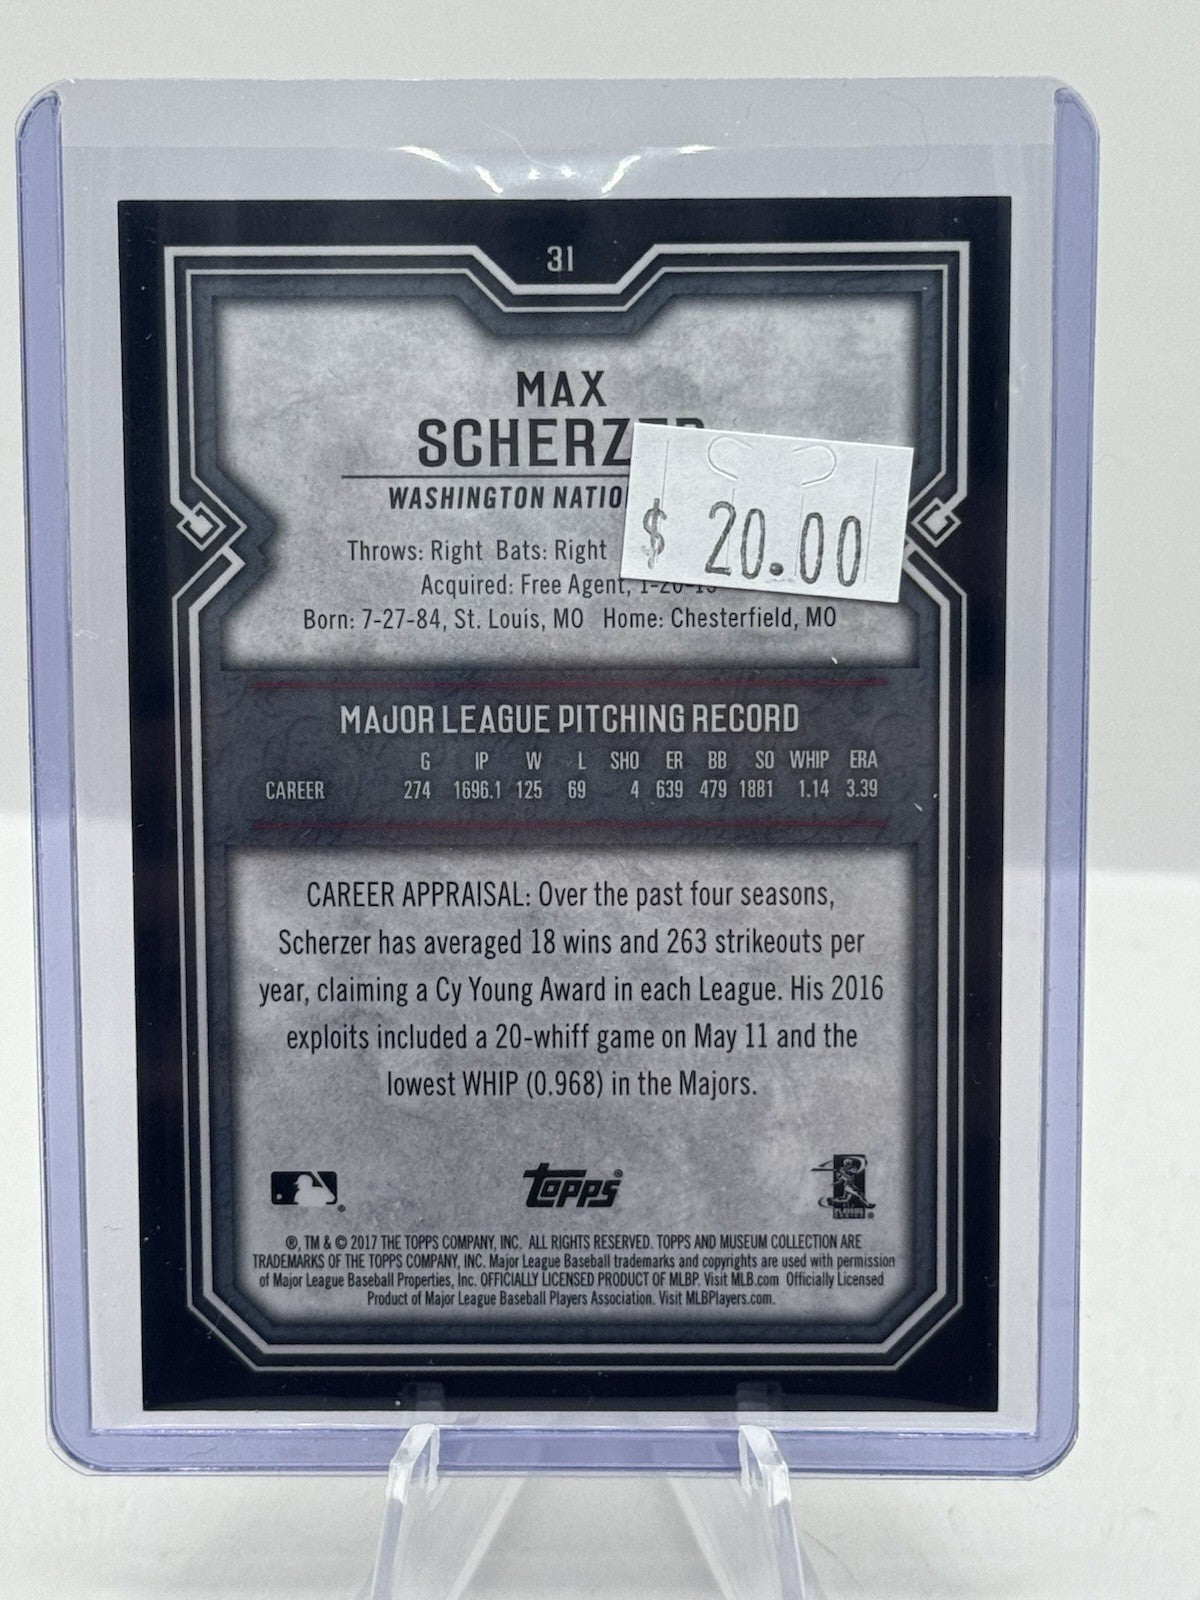 31
MAX
SCHERZ
WASHINGTON
$ 20.00
Throws: Right Bats: Right
Acquired: Free Agent,
Born: 7-27-84, St. Louis, MO Home: Chesterfield, MO
MAJOR LEAGUE PITCHING RECORD
G IP W L SHO ER BB SO WHIP ERA
CAREER 274 1696.1 125 69 4 639 479 1881 1.14 3.39
CAREER APPRAISAL: Over the past four seasons,
Scherzer has averaged 18 wins and 263 strikeouts per
year, claiming a Cy Young Award in each League. His 2016
exploits included a 20-whiff game on May 11 and the
lowest WHIP (0.968) in the Majors.
Topps®
PLAYERS
CHOICE®
®, TM & © 2017 THE TOPPS COMPANY, INC. ALL RIGHTS RESERVED. TOPPS AND MUSEUM COLLECTION ARE
TRADEMARKS OF THE TOPPS COMPANY, INC. Major League Baseball trademarks and copyrights are used with permission
of Major League Baseball Properties, Inc. OFFICIALLY LICENSED PRODUCT OF MLBP. Visit MLB.com Officially Licensed
Product of Major League Baseball Players Association. Visit MLBPlayers.com.